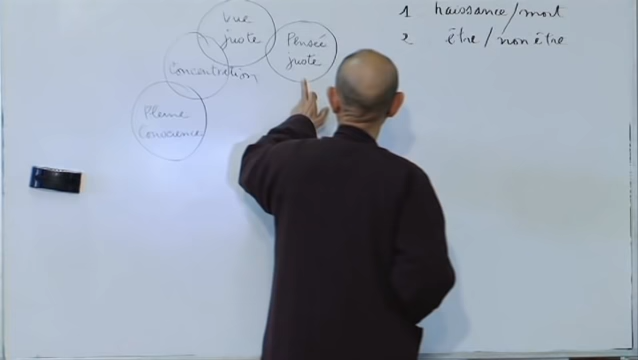 Vue
juste
Pensée
juste
Concentration
Pleine
Conscience
1 naissance/mort
2 être/non être